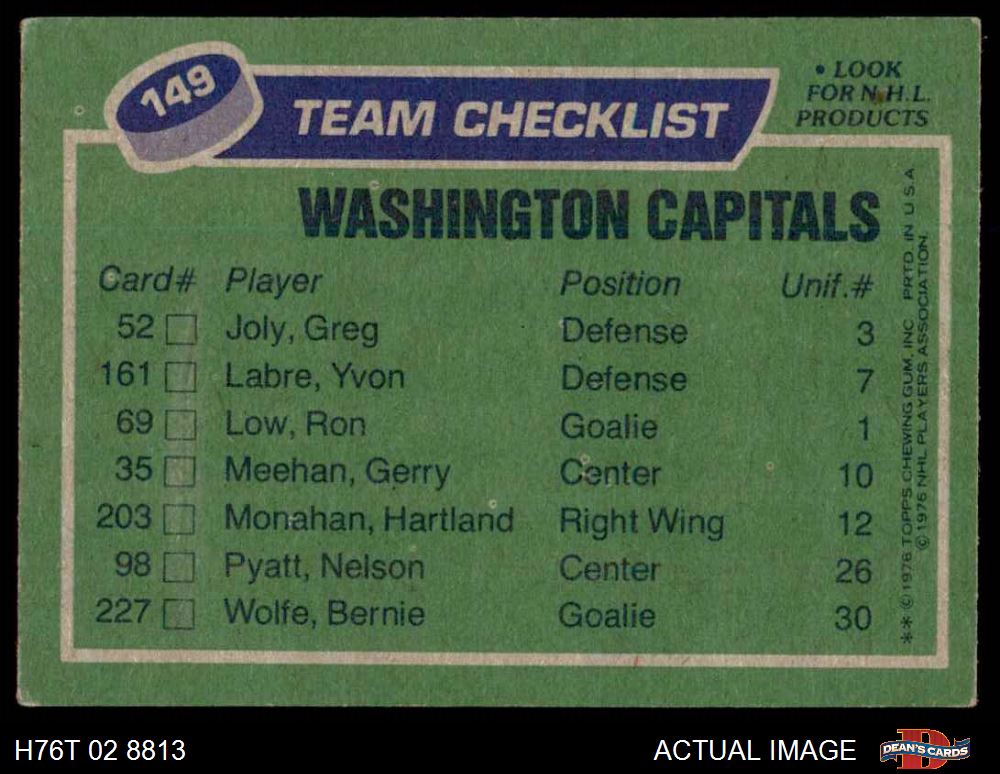 149
TEAM CHECKLIST
• LOOK
FOR N.H.L.
PRODUCTS
WASHINGTON CAPITALS
Card# Player Position Unif.#
52 Joly, Greg Defense 3
161 Labre, Yvon Defense 7
69 Low, Ron Goalie 1
35 Meehan, Gerry Center 10
203 Monahan, Hartland Right Wing 12
98 Pyatt, Nelson Center 26
227 Wolfe, Bernie Goalie 30
** © 1976 TOPPS CHEWING GUM, INC. PRTD. IN U.S.A.
© 1976 NHL PLAYERS ASSOCIATION.
H76T 02 8813
ACTUAL IMAGE
DEAN'S CARDS